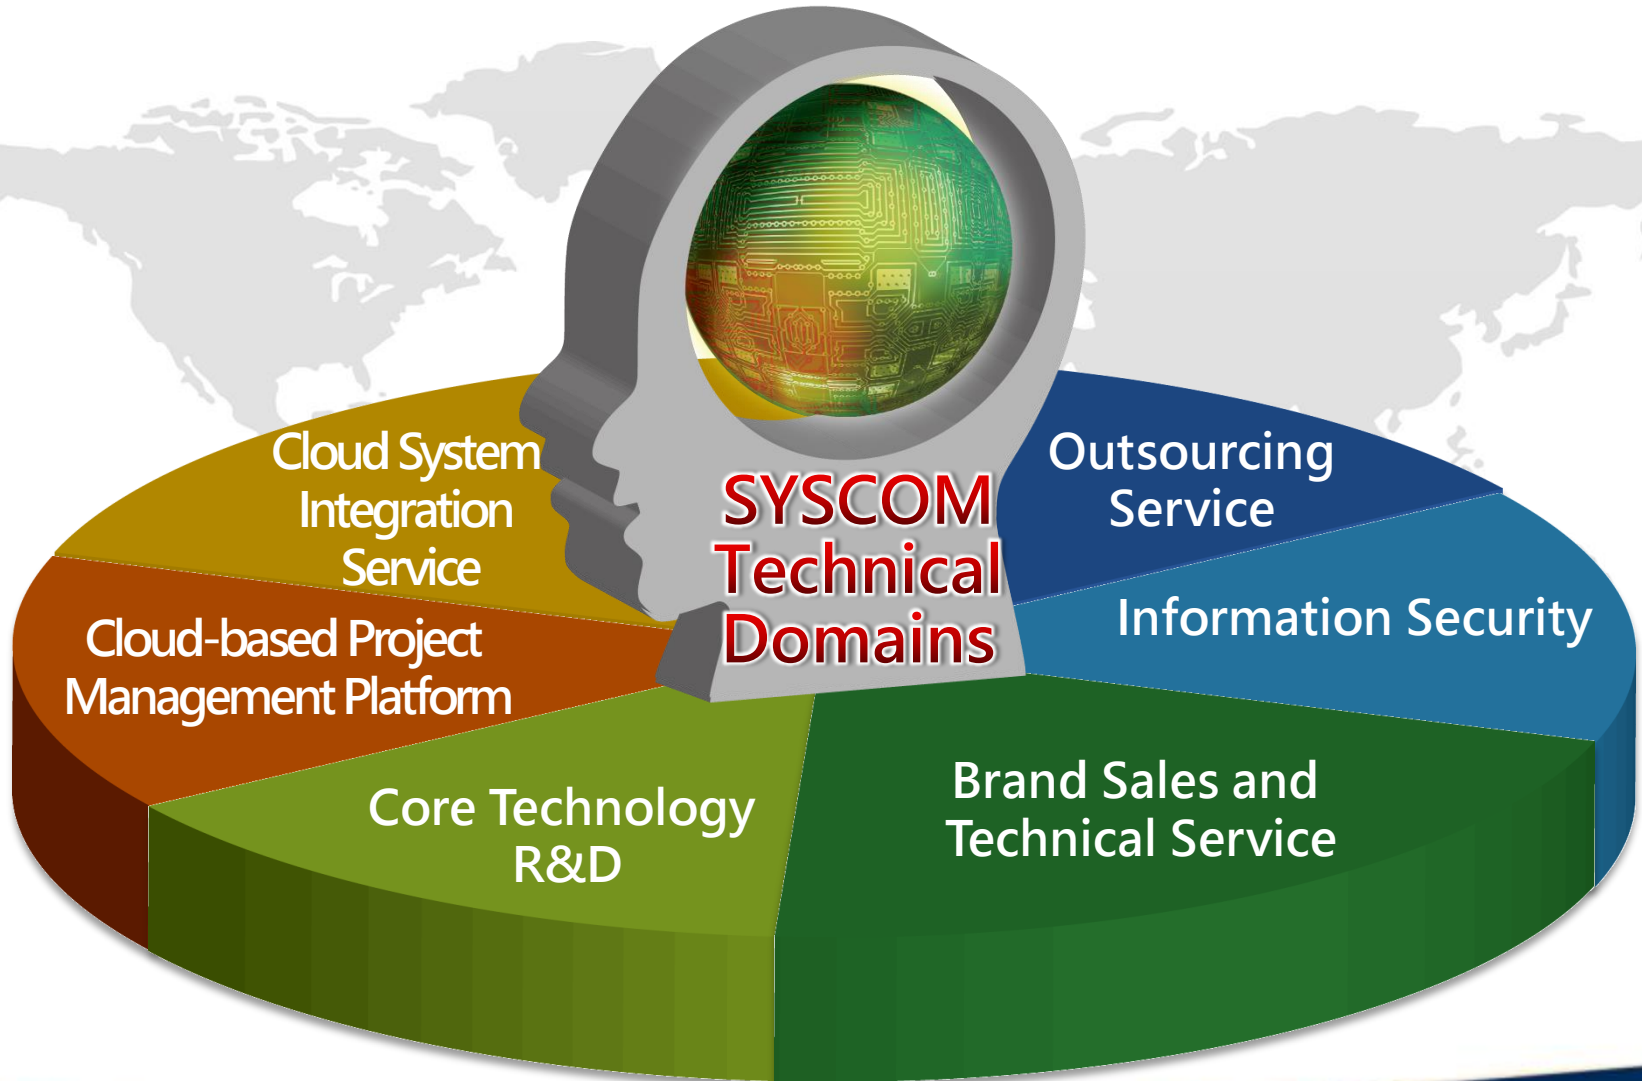 SYSCOM
Technical
Domains
Cloud System
Integration
Service
Cloud-based Project
Management Platform
Core Technology
R&D
Brand Sales and
Technical Service
Information Security
Outsourcing
Service